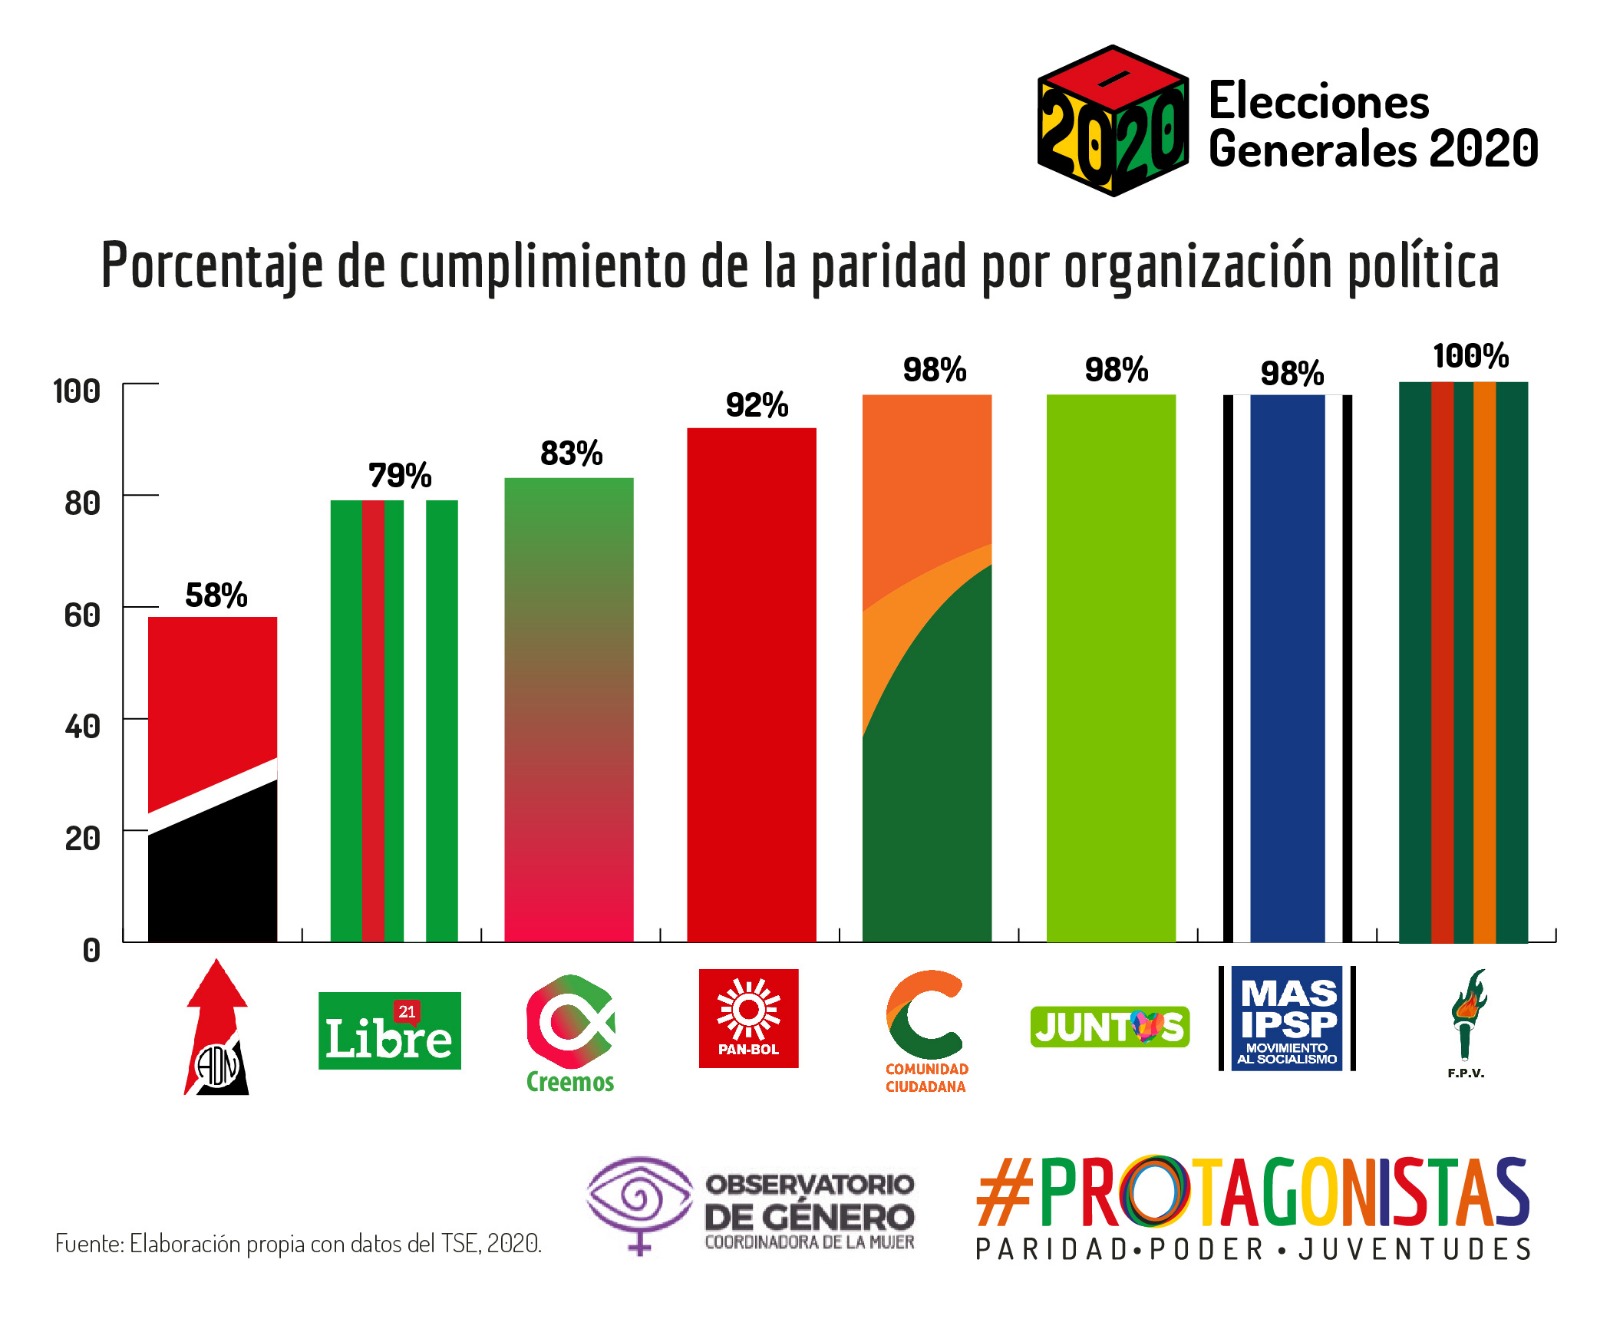 2020
Elecciones
Generales 2020
Porcentaje de cumplimiento de la paridad por organización política
100
80
60
40
20
0
58%
79%
83%
92%
98%
98%
98%
100%
ADN
21
Libre
Creemos
PAN-BOL
COMUNIDAD
CIUDADANA
JUNTOS
MAS
IPSP
MOVIMIENTO
AL SOCIALISMO
F.P.V.
Fuente: Elaboración propia con datos del TSE, 2020.
OBSERVATORIO
DE GÉNERO
COORDINADORA DE LA MUJER
#PROTAGONISTAS
PARIDAD•PODER•JUVENTUDES